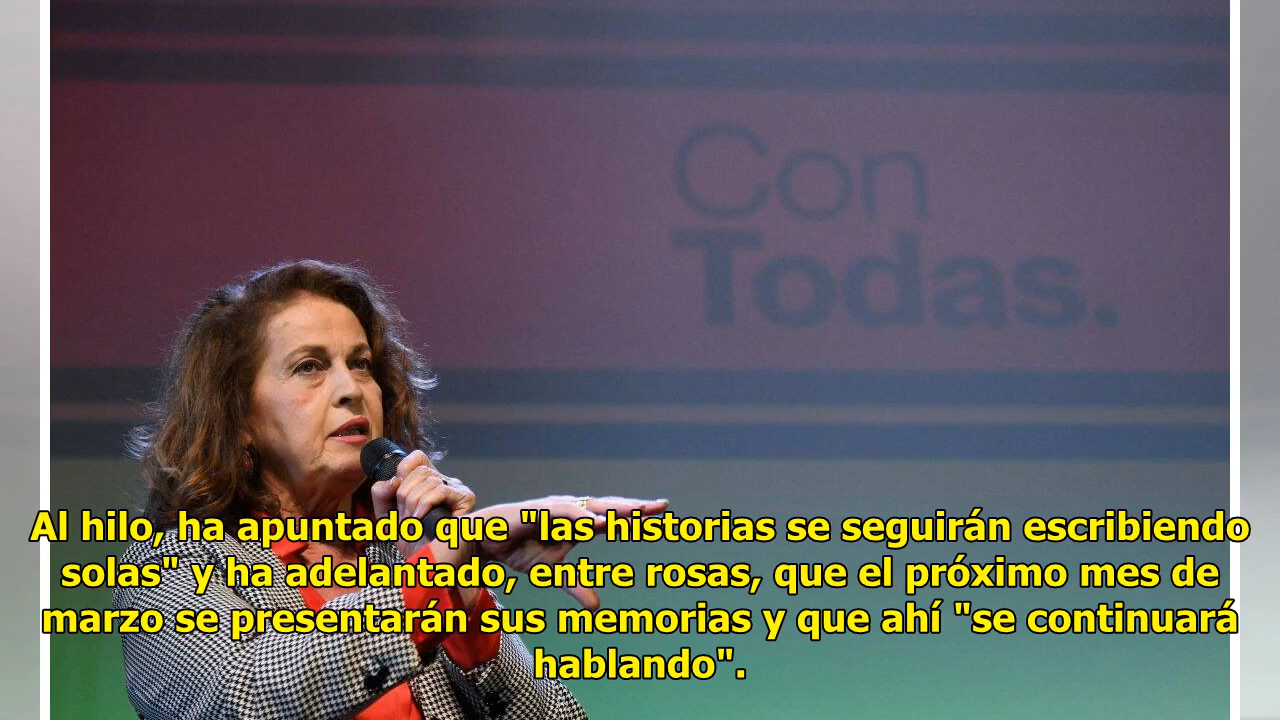 Con
Todas.
Al hilo, ha apuntado que "las historias se seguirán escribiendo
solas" y ha adelantado, entre rosas, que el próximo mes de
marzo se presentarán sus memorias y que ahí "se continuará
hablando".